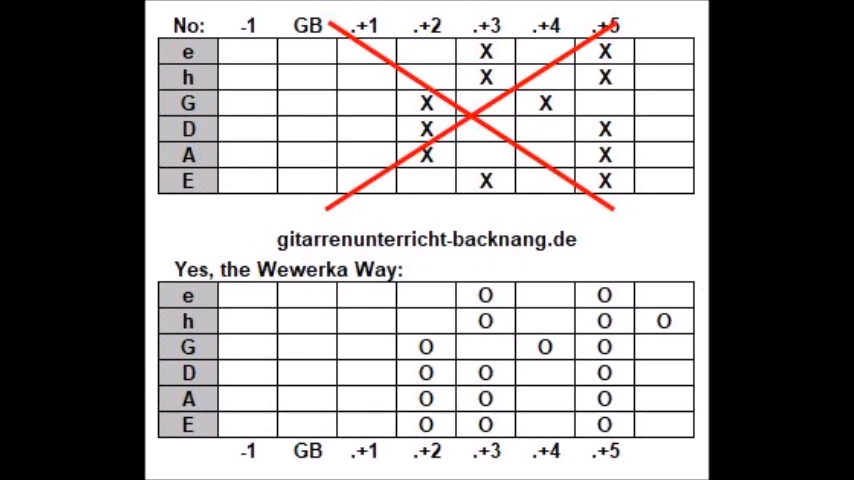 No: -1 GB .+1 .+2 .+3 .+4 .+5
e X X
h X X
G X X
D X X
A X X
E X X
gitarrenunterricht-backnang.de
Yes, the Wewerka Way:
e O O
h O O O
G O O O
D O O O
A O O O
E O O O
-1 GB .+1 .+2 .+3 .+4 .+5